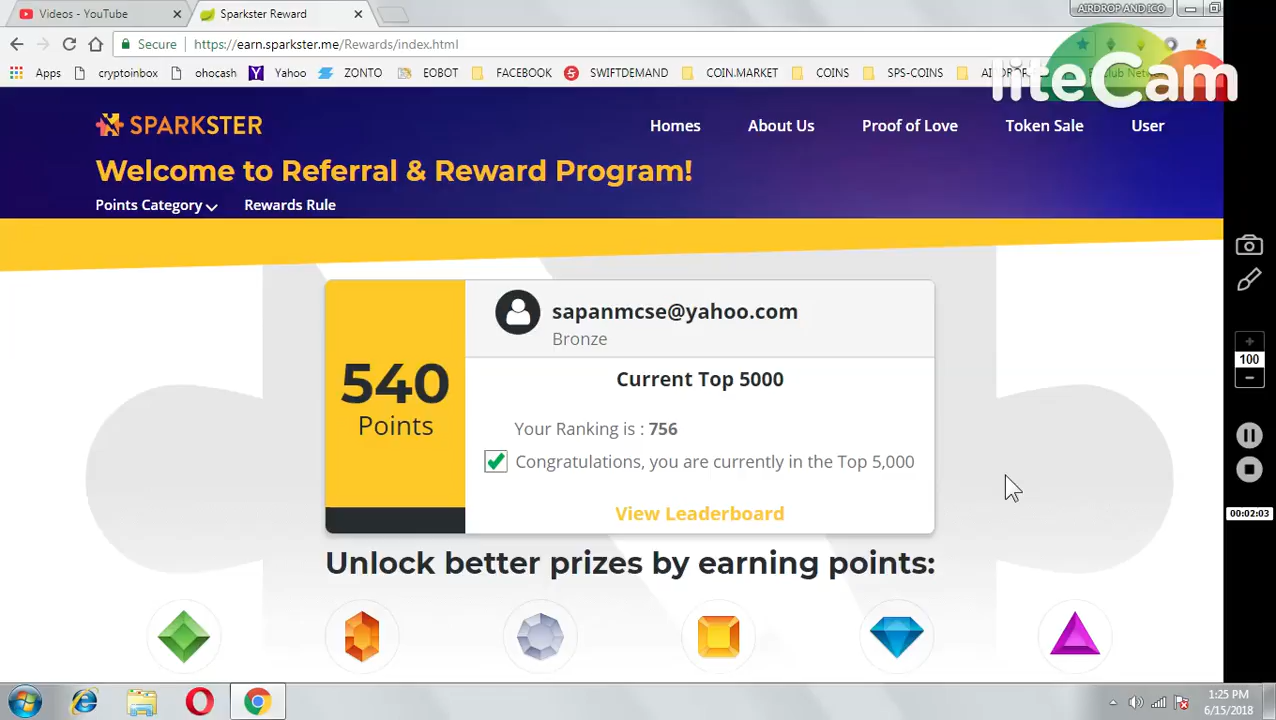 Videos - YouTube
Sparkster Reward
AIRDROP AND ICO
Secure
https://earn.sparkster.me/Rewards/index.html
Apps
cryptoinbox
ohocash
Yahoo
EOBOT
FACEBOOK
SWIFTDEMAND
COIN.MARKET
COINS
GPS-COINS
liteCam
SPARKSTER
Homes
About Us
Proof of Love
Token Sale
User
Welcome to Referral & Reward Program!
Points Category
Rewards Rule
540
Points
sapanmcse@yahoo.com
Bronze
Current Top 5000
Your Ranking is : 756
Congratulations, you are currently in the Top 5,000
View Leaderboard
Unlock better prizes by earning points:
100
00:02:03
1:25 PM
6/15/2018